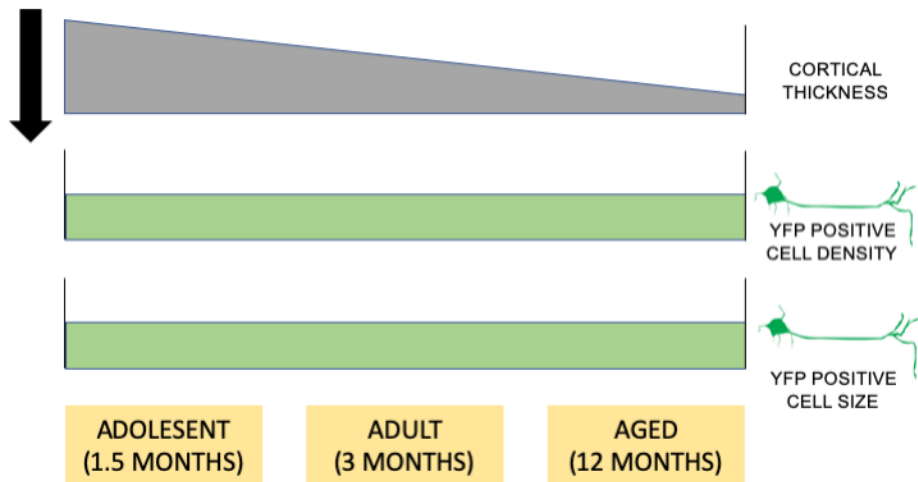 CORTICAL
THICKNESS
YFP POSITIVE
CELL DENSITY
YFP POSITIVE
CELL SIZE
ADOLESENT
(1.5 MONTHS)
ADULT
(3 MONTHS)
AGED
(12 MONTHS)